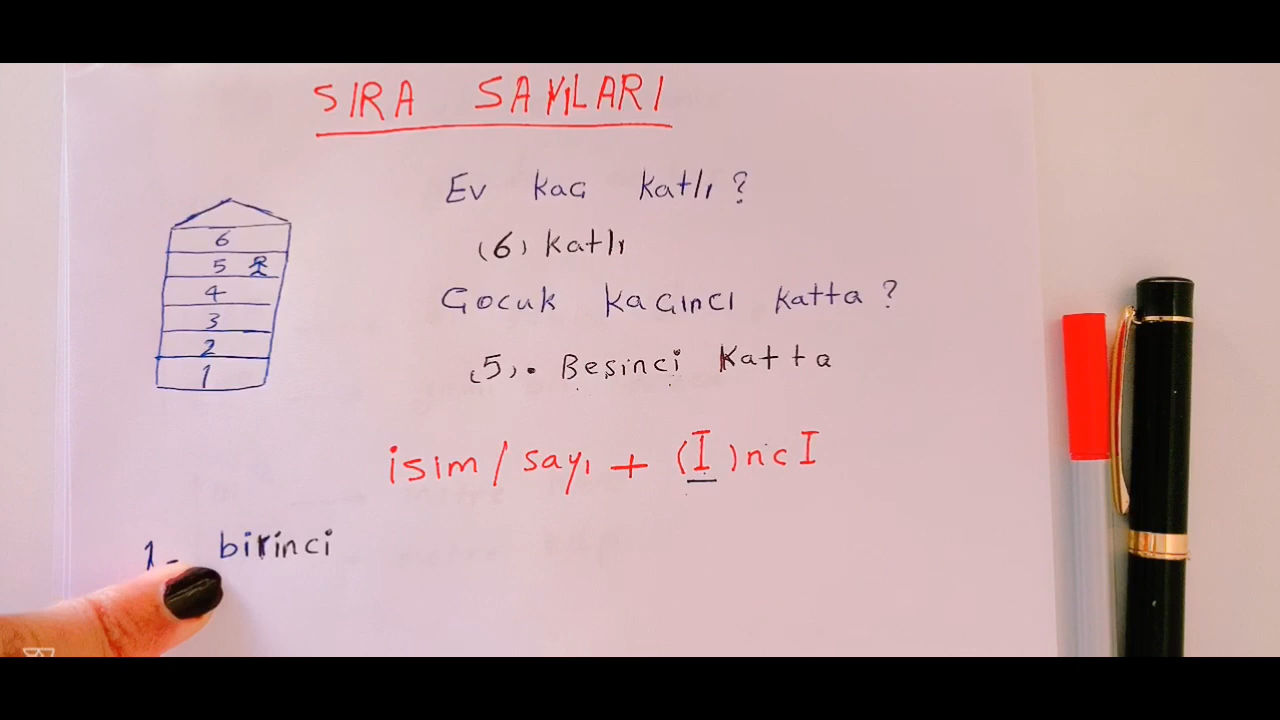 SIRA SAYILARI
Ev kaç katlı?
(6) katlı
6
5
4
3
2
1
Çocuk kaçıncı katta?
(5). Beşinci katta
isim / sayı + (I)ncI
1- birinci